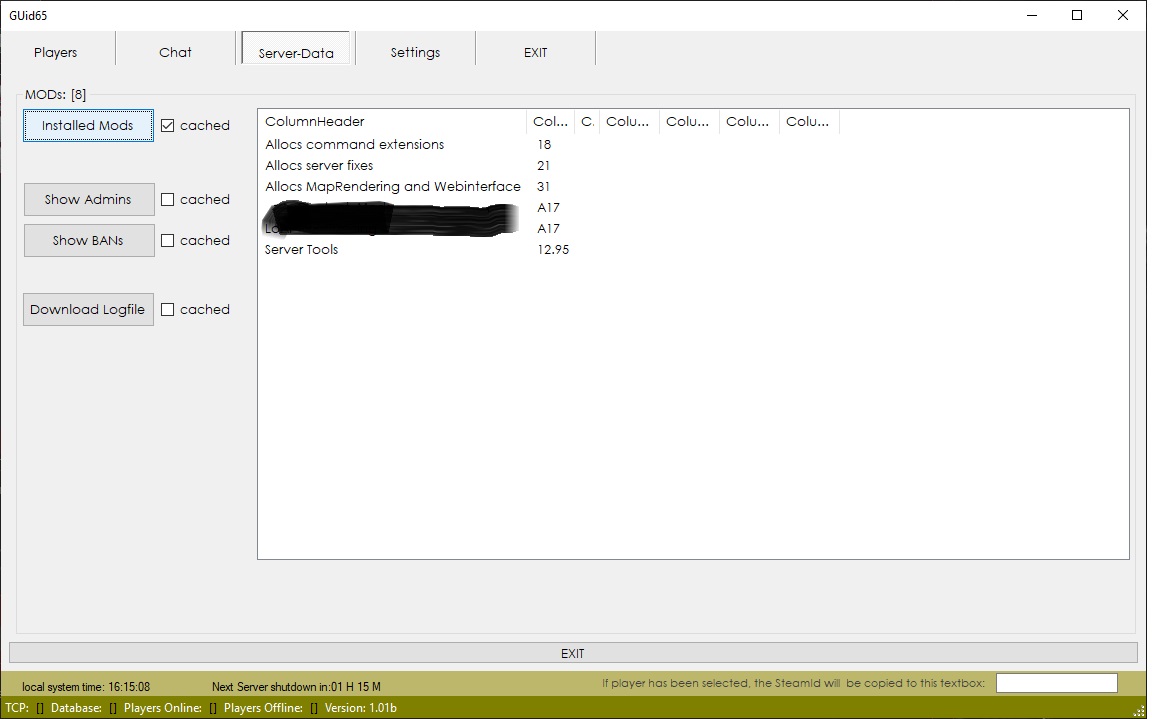 GUid65
Players Chat Server-Data Settings EXIT
MODs: [8]
Installed Mods cached
Show Admins cached
Show BANs cached
Download Logfile cached
ColumnHeader Col... C. Colu... Colu... Colu... Colu...
Allocs command extensions 18
Allocs server fixes 21
Allocs MapRendering and Webinterface 31
A17
A17
Server Tools 12.95
EXIT
local system time: 16:15:08 Next Server shutdown in:01 H 15 M If player has been selected, the SteamId will be copied to this textbox:
TCP: [] Database: [] Players Online: [] Players Offline: [] Version: 1.01b